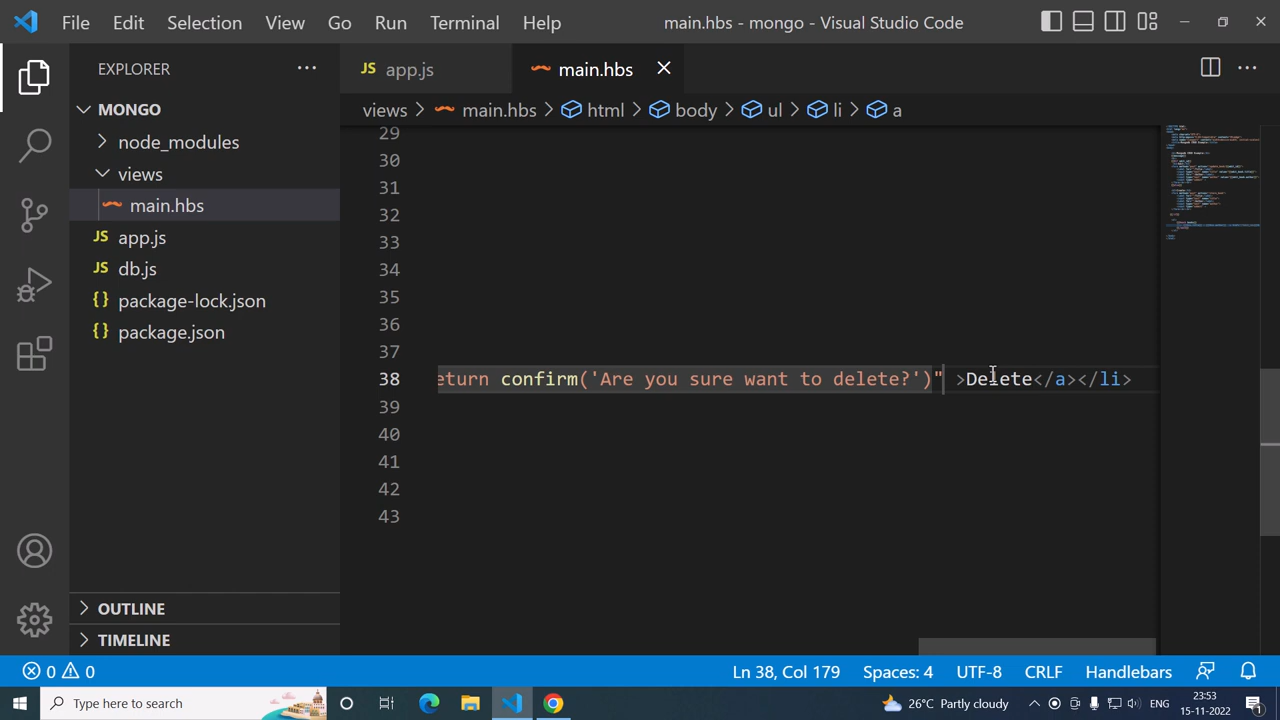 File Edit Selection View Go Run Terminal Help main.hbs - mongo - Visual Studio Code
EXPLORER
JS app.js main.hbs
MONGO
views main.hbs html body ul li a
node_modules
views
main.hbs
JS app.js
JS db.js
{} package-lock.json
{} package.json
OUTLINE
TIMELINE
29
30
31
32
33
34
35
36
37
38 eturn confirm('Are you sure want to delete?')" >Delete</a></li>
39
40
41
42
43
0 0 Ln 38, Col 179 Spaces: 4 UTF-8 CRLF Handlebars
Type here to search 26°C Partly cloudy ENG 23:53
15-11-2022 1